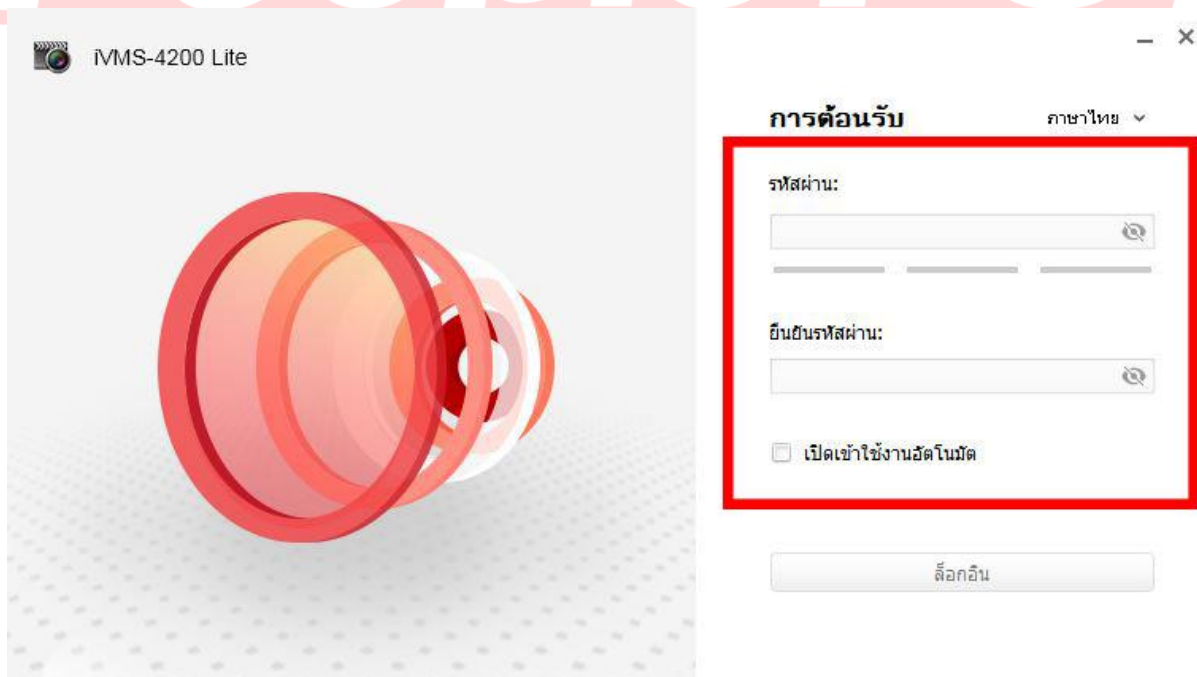 iVMS-4200 Lite
การต้อนรับ
ภาษาไทย
รหัสผ่าน:
ยืนยันรหัสผ่าน:
เปิดเข้าใช้งานอัตโนมัต
ล็อกอิน